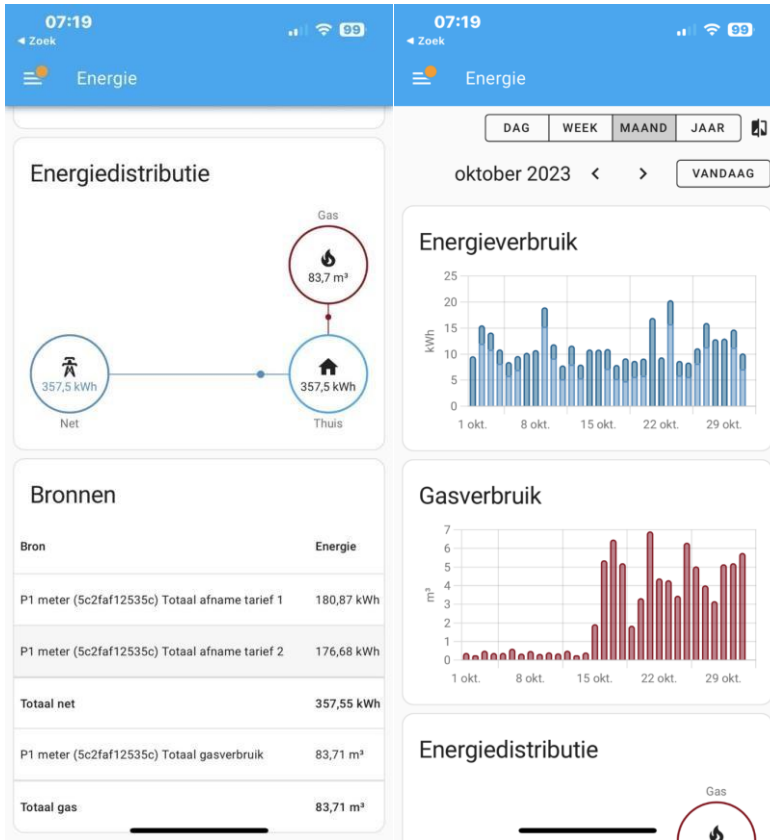 07:19
99
◄ Zoek
Energie
Energiedistributie
Gas
83,7 m³
357,5 kWh
357,5 kWh
Net
Thuis
Bronnen
Bron
Energie
P1 meter (5c2faf12535c) Totaal afname tarief 1
180,87 kWh
P1 meter (5c2faf12535c) Totaal afname tarief 2
176,68 kWh
Totaal net
357,55 kWh
P1 meter (5c2faf12535c) Totaal gasverbruik
83,71 m³
Totaal gas
83,71 m³
07:19
99
◄ Zoek
Energie
DAG
WEEK
MAAND
JAAR
oktober 2023
VANDAAG
Energieverbruik
kWh
25
20
15
10
5
0
1 okt.
8 okt.
15 okt.
22 okt.
29 okt.
Gasverbruik
m³
7
6
5
4
3
2
1
0
1 okt.
8 okt.
15 okt.
22 okt.
29 okt.
Energiedistributie
Gas